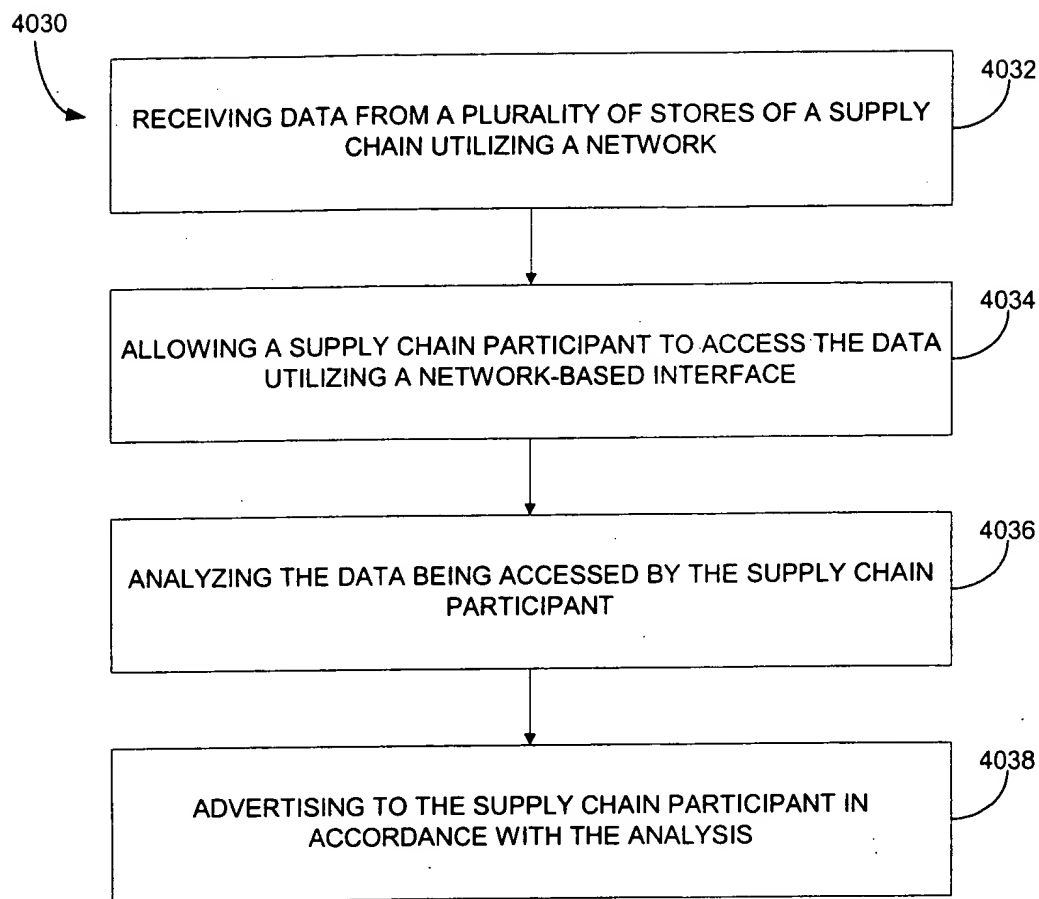 4030
4032
RECEIVING DATA FROM A PLURALITY OF STORES OF A SUPPLY
CHAIN UTILIZING A NETWORK
4034
ALLOWING A SUPPLY CHAIN PARTICIPANT TO ACCESS THE DATA
UTILIZING A NETWORK-BASED INTERFACE
4036
ANALYZING THE DATA BEING ACCESSED BY THE SUPPLY CHAIN
PARTICIPANT
4038
ADVERTISING TO THE SUPPLY CHAIN PARTICIPANT IN
ACCORDANCE WITH THE ANALYSIS